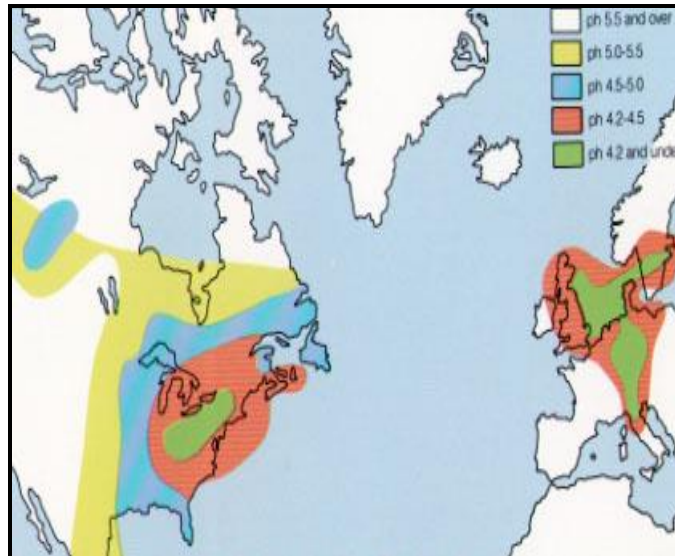 ph 5.5 and over
ph 5.0-5.5
ph 4.5-5.0
ph 4.2-4.5
ph 4.2 and unde